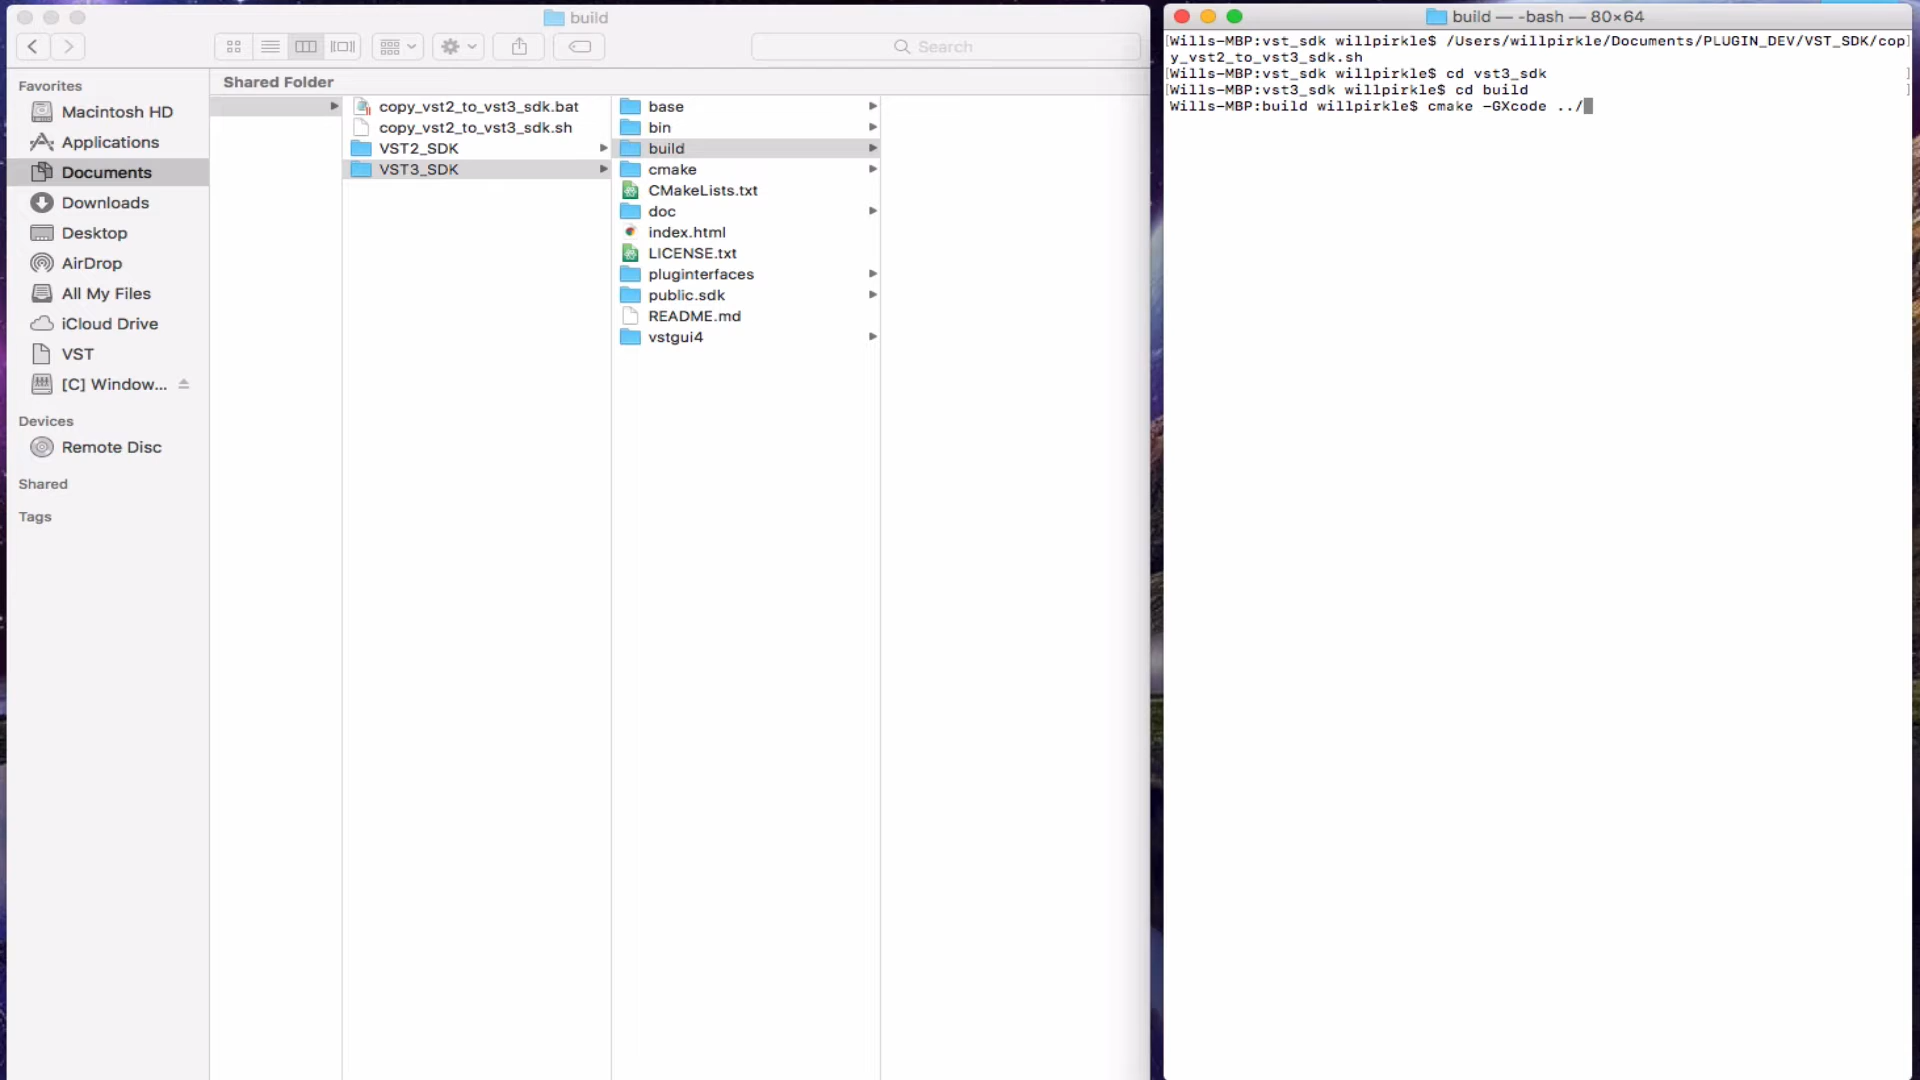 build
Search
Favorites
Macintosh HD
Applications
Documents
Downloads
Desktop
AirDrop
All My Files
iCloud Drive
VST
[C] Window...
Devices
Remote Disc
Shared
Tags
Shared Folder
copy_vst2_to_vst3_sdk.bat
copy_vst2_to_vst3_sdk.sh
VST2_SDK
VST3_SDK
base
bin
build
cmake
CMakeLists.txt
doc
index.html
LICENSE.txt
pluginterfaces
public.sdk
README.md
vstgui4
build — -bash — 80×64
[Wills-MBP:vst_sdk willpirkle$ /Users/willpirkle/Documents/PLUGIN_DEV/VST_SDK/cop]
y_vst2_to_vst3_sdk.sh
[Wills-MBP:vst_sdk willpirkle$ cd vst3_sdk ]
[Wills-MBP:vst3_sdk willpirkle$ cd build ]
Wills-MBP:build willpirkle$ cmake -GXcode ../